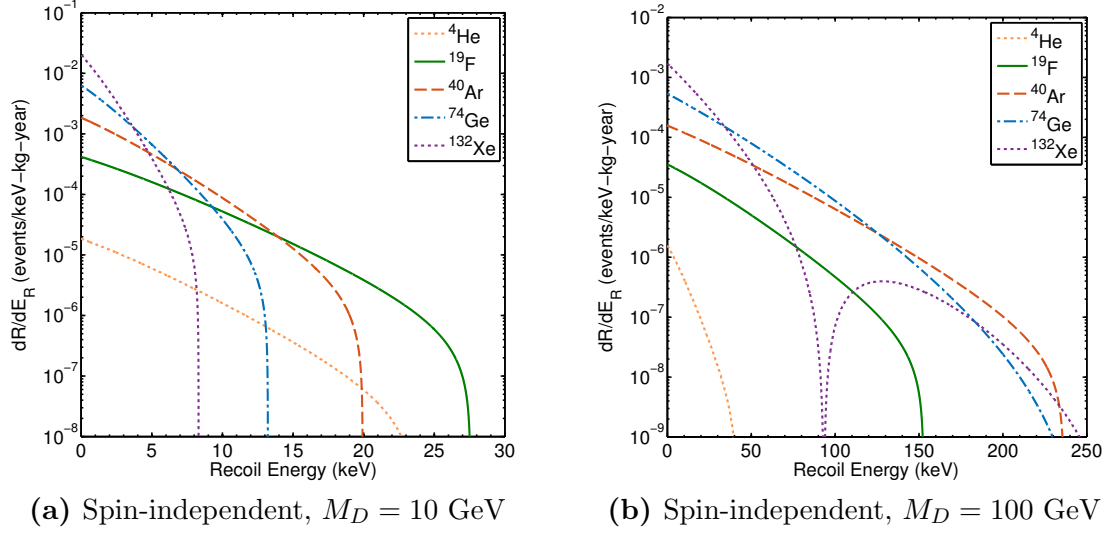 10⁻¹
10⁻²
10⁻³
10⁻⁴
10⁻⁵
10⁻⁶
10⁻⁷
10⁻⁸
dR/dE_R (events/keV−kg−year)
0 5 10 15 20 25 30
Recoil Energy (keV)
⁴He
¹⁹F
⁴⁰Ar
⁷⁴Ge
¹³²Xe
(a) Spin-independent, M_D = 10 GeV
10⁻²
10⁻³
10⁻⁴
10⁻⁵
10⁻⁶
10⁻⁷
10⁻⁸
10⁻⁹
dR/dE_R (events/keV−kg−year)
0 50 100 150 200 250
Recoil Energy (keV)
⁴He
¹⁹F
⁴⁰Ar
⁷⁴Ge
¹³²Xe
(b) Spin-independent, M_D = 100 GeV